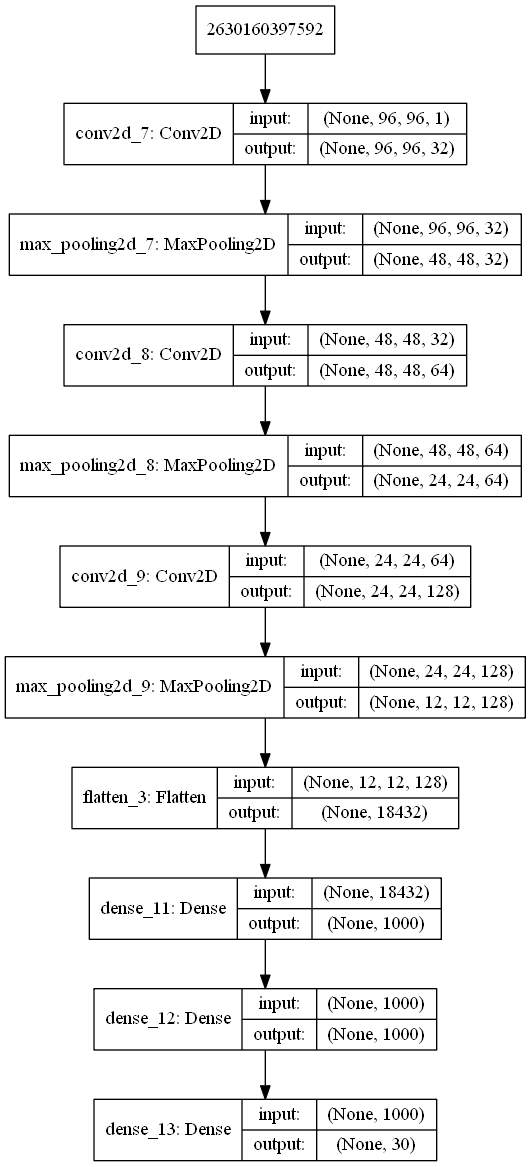 2630160397592
conv2d_7: Conv2D
input: (None, 96, 96, 1)
output: (None, 96, 96, 32)
max_pooling2d_7: MaxPooling2D
input: (None, 96, 96, 32)
output: (None, 48, 48, 32)
conv2d_8: Conv2D
input: (None, 48, 48, 32)
output: (None, 48, 48, 64)
max_pooling2d_8: MaxPooling2D
input: (None, 48, 48, 64)
output: (None, 24, 24, 64)
conv2d_9: Conv2D
input: (None, 24, 24, 64)
output: (None, 24, 24, 128)
max_pooling2d_9: MaxPooling2D
input: (None, 24, 24, 128)
output: (None, 12, 12, 128)
flatten_3: Flatten
input: (None, 12, 12, 128)
output: (None, 18432)
dense_11: Dense
input: (None, 18432)
output: (None, 1000)
dense_12: Dense
input: (None, 1000)
output: (None, 1000)
dense_13: Dense
input: (None, 1000)
output: (None, 30)